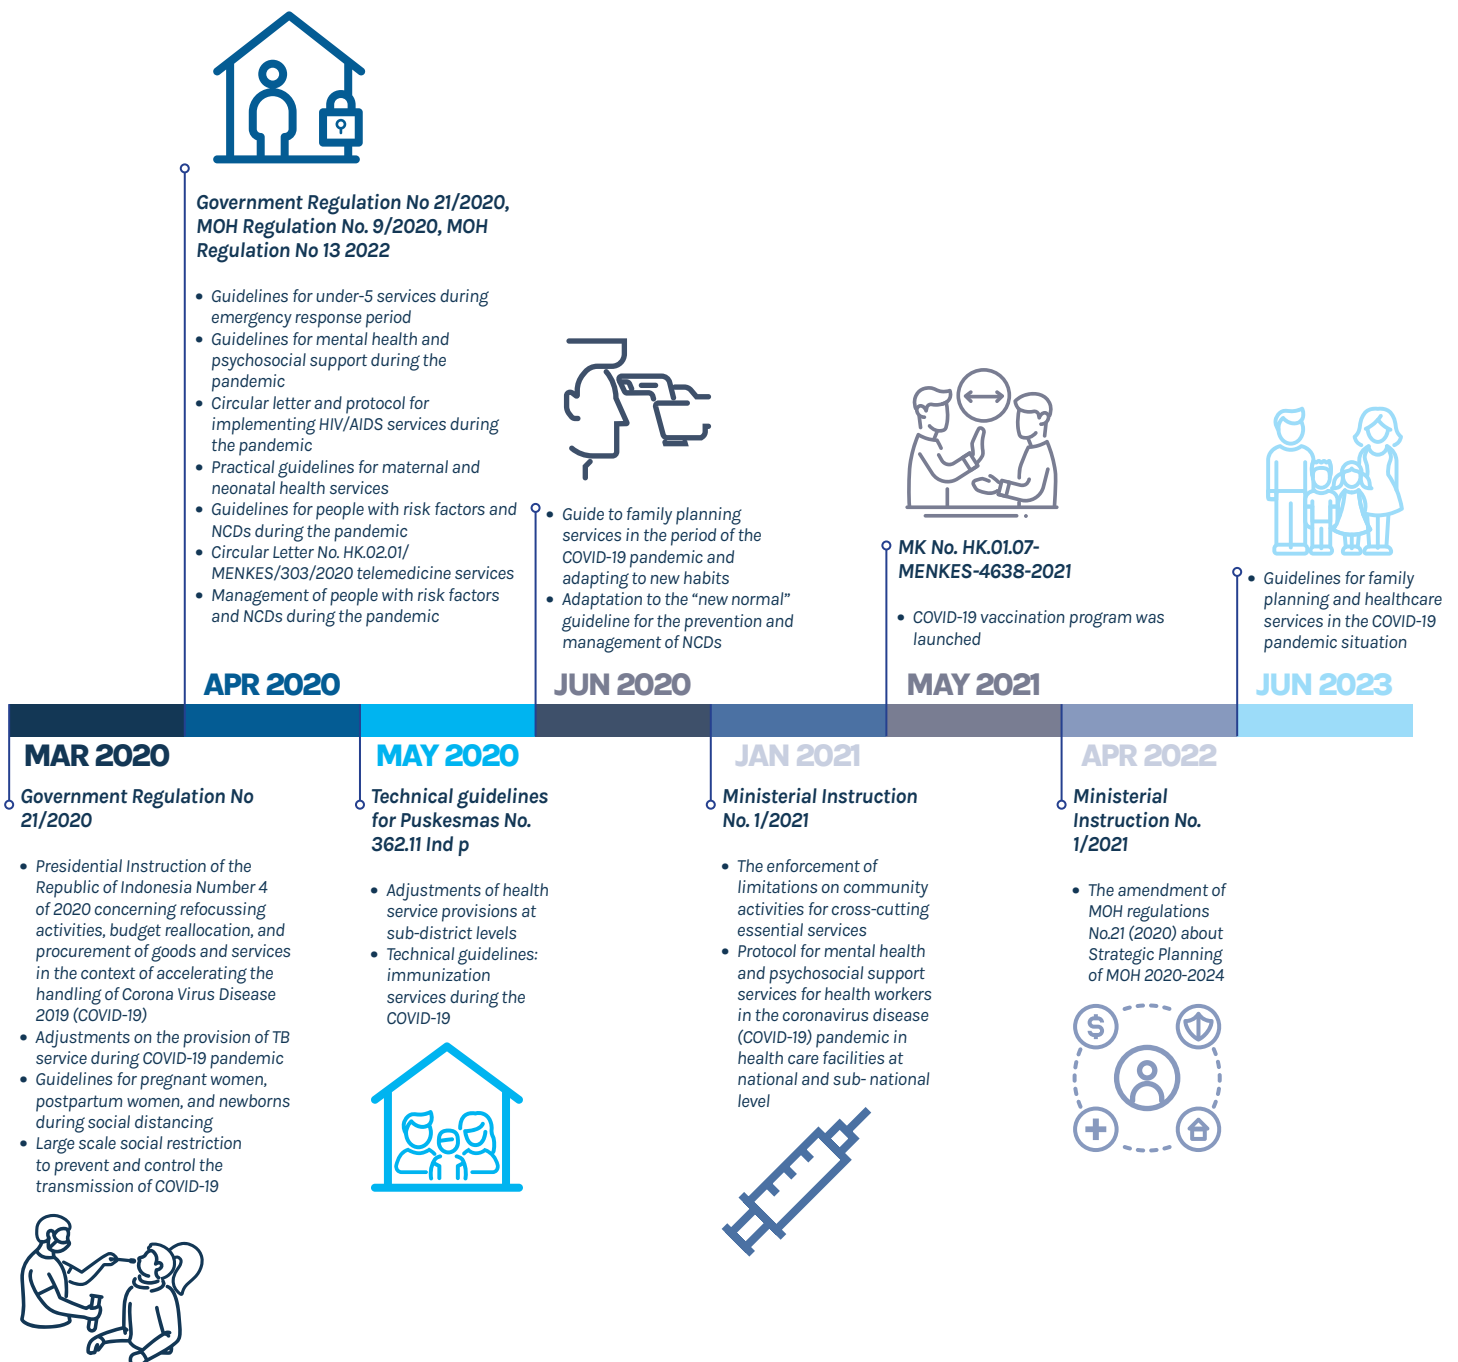 Government Regulation No 21/2020,
MOH Regulation No. 9/2020, MOH
Regulation No 13 2022
• Guidelines for under-5 services during
emergency response period
• Guidelines for mental health and
psychosocial support during the
pandemic
• Circular letter and protocol for
implementing HIV/AIDS services during
the pandemic
• Practical guidelines for maternal and
neonatal health services
• Guidelines for people with risk factors and
NCDs during the pandemic
• Circular Letter No. HK.02.01/
MENKES/303/2020 telemedicine services
• Management of people with risk factors
and NCDs during the pandemic
APR 2020
• Guide to family planning
services in the period of the
COVID-19 pandemic and
adapting to new habits
• Adaptation to the “new normal”
guideline for the prevention and
management of NCDs
JUN 2020
MK No. HK.01.07-
MENKES-4638-2021
• COVID-19 vaccination program was
launched
MAY 2021
• Guidelines for family
planning and healthcare
services in the COVID-19
pandemic situation
JUN 2023
MAR 2020
Government Regulation No
21/2020
• Presidential Instruction of the
Republic of Indonesia Number 4
of 2020 concerning refocussing
activities, budget reallocation, and
procurement of goods and services
in the context of accelerating the
handling of Corona Virus Disease
2019 (COVID-19)
• Adjustments on the provision of TB
service during COVID-19 pandemic
• Guidelines for pregnant women,
postpartum women, and newborns
during social distancing
• Large scale social restriction
to prevent and control the
transmission of COVID-19
MAY 2020
Technical guidelines
for Puskesmas No.
362.11 Ind p
• Adjustments of health
service provisions at
sub-district levels
• Technical guidelines:
immunization
services during the
COVID-19
JAN 2021
Ministerial Instruction
No. 1/2021
• The enforcement of
limitations on community
activities for cross-cutting
essential services
• Protocol for mental health
and psychosocial support
services for health workers
in the coronavirus disease
(COVID-19) pandemic in
health care facilities at
national and sub- national
level
APR 2022
Ministerial
Instruction No.
1/2021
• The amendment of
MOH regulations
No.21 (2020) about
Strategic Planning
of MOH 2020-2024
$